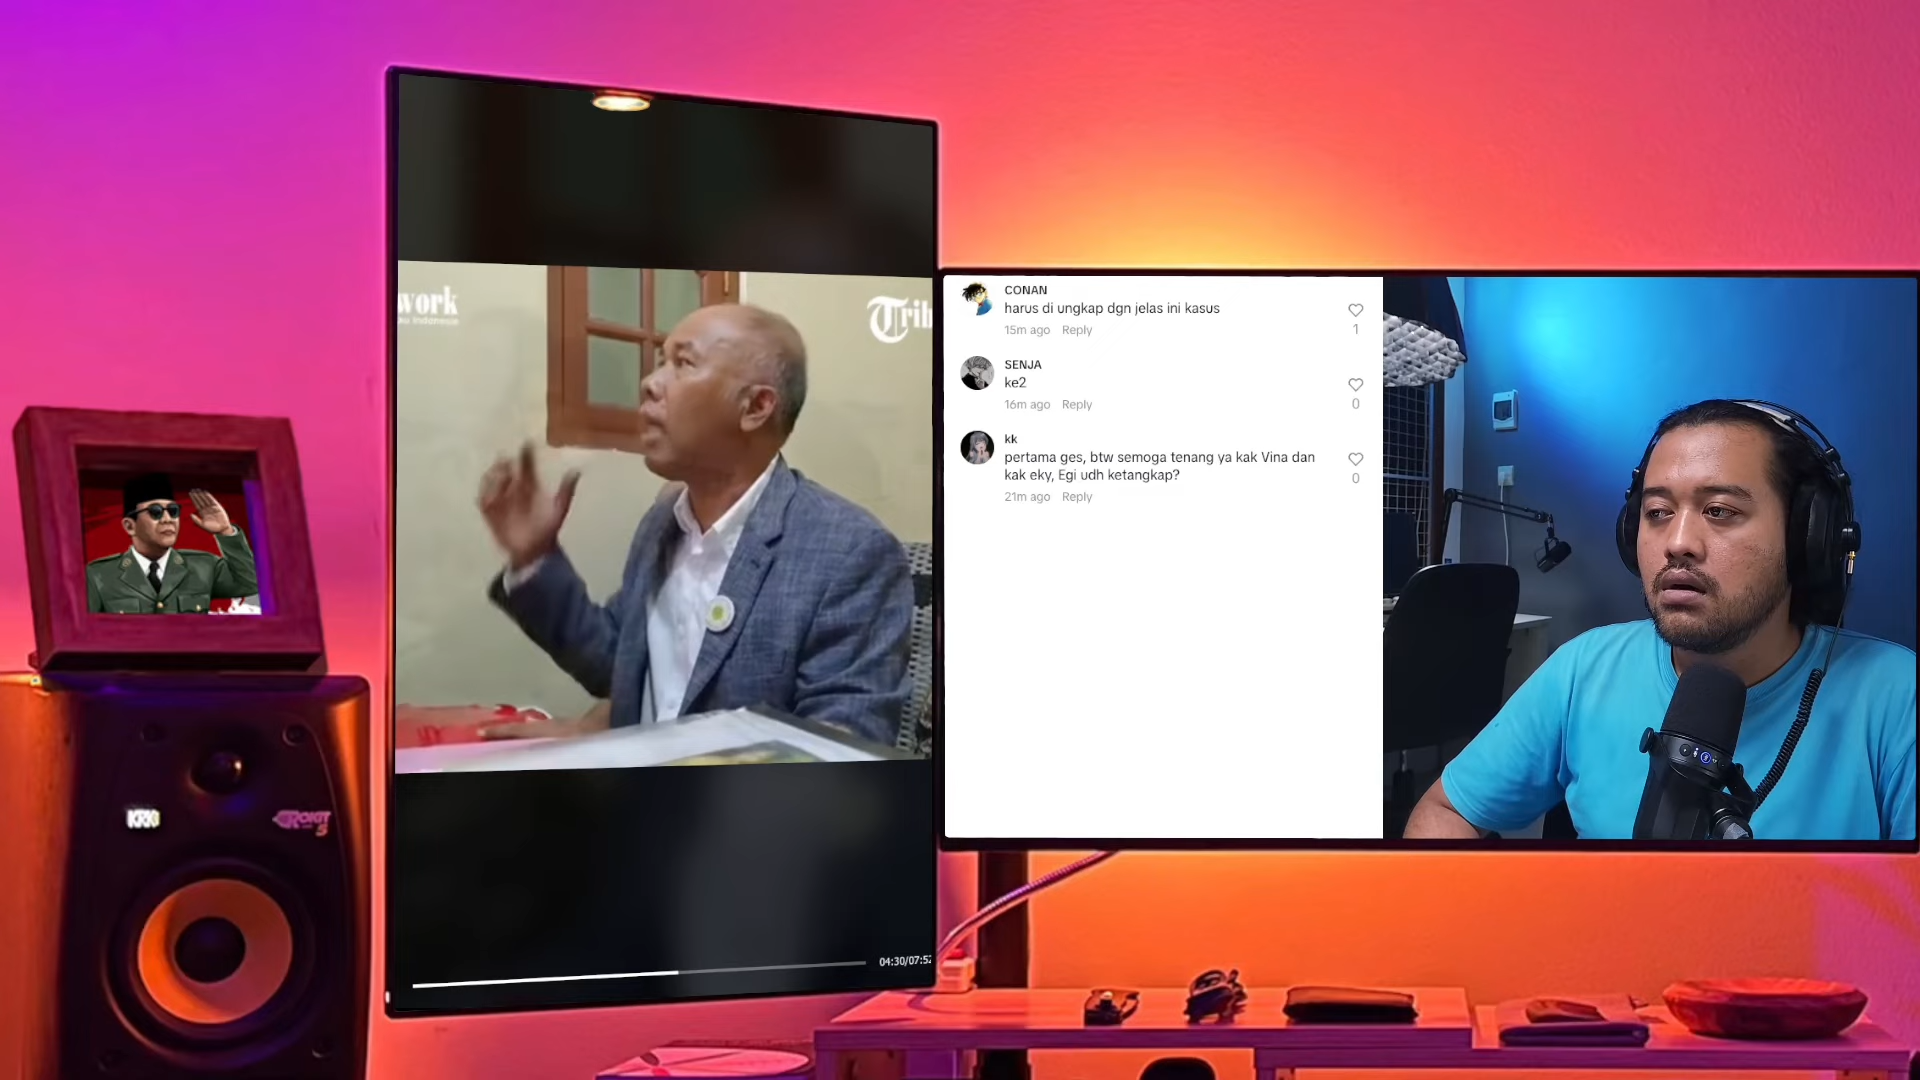 work
Trib
CONAN
harus di ungkap dgn jelas ini kasus
15m ago Reply
1
SENJA
ke2
16m ago Reply
0
kk
pertama ges, btw semoga tenang ya kak Vina dan
kak eky, Egi udh ketangkap?
21m ago Reply
0
KRK
ROKIT 5
04:30/07:52